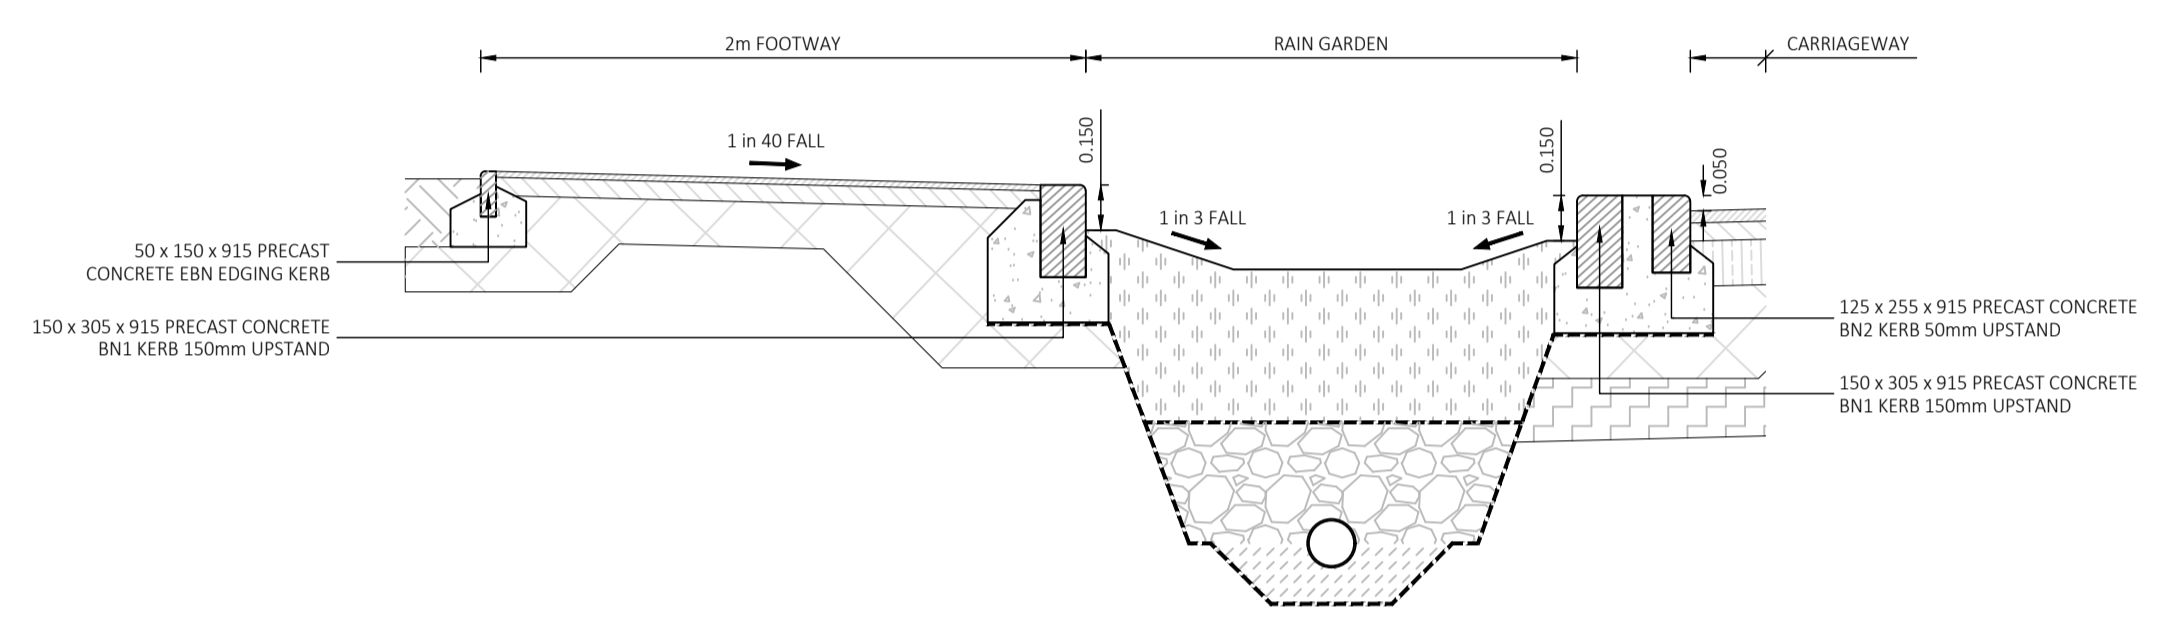 2m FOOTWAY
RAIN GARDEN
CARRIAGEWAY
1 in 40 FALL
0.150
0.150
0.050
1 in 3 FALL
1 in 3 FALL
50 x 150 x 915 PRECAST
CONCRETE EBN EDGING KERB
150 x 305 x 915 PRECAST CONCRETE
BN1 KERB 150mm UPSTAND
125 x 255 x 915 PRECAST CONCRETE
BN2 KERB 50mm UPSTAND
150 x 305 x 915 PRECAST CONCRETE
BN1 KERB 150mm UPSTAND